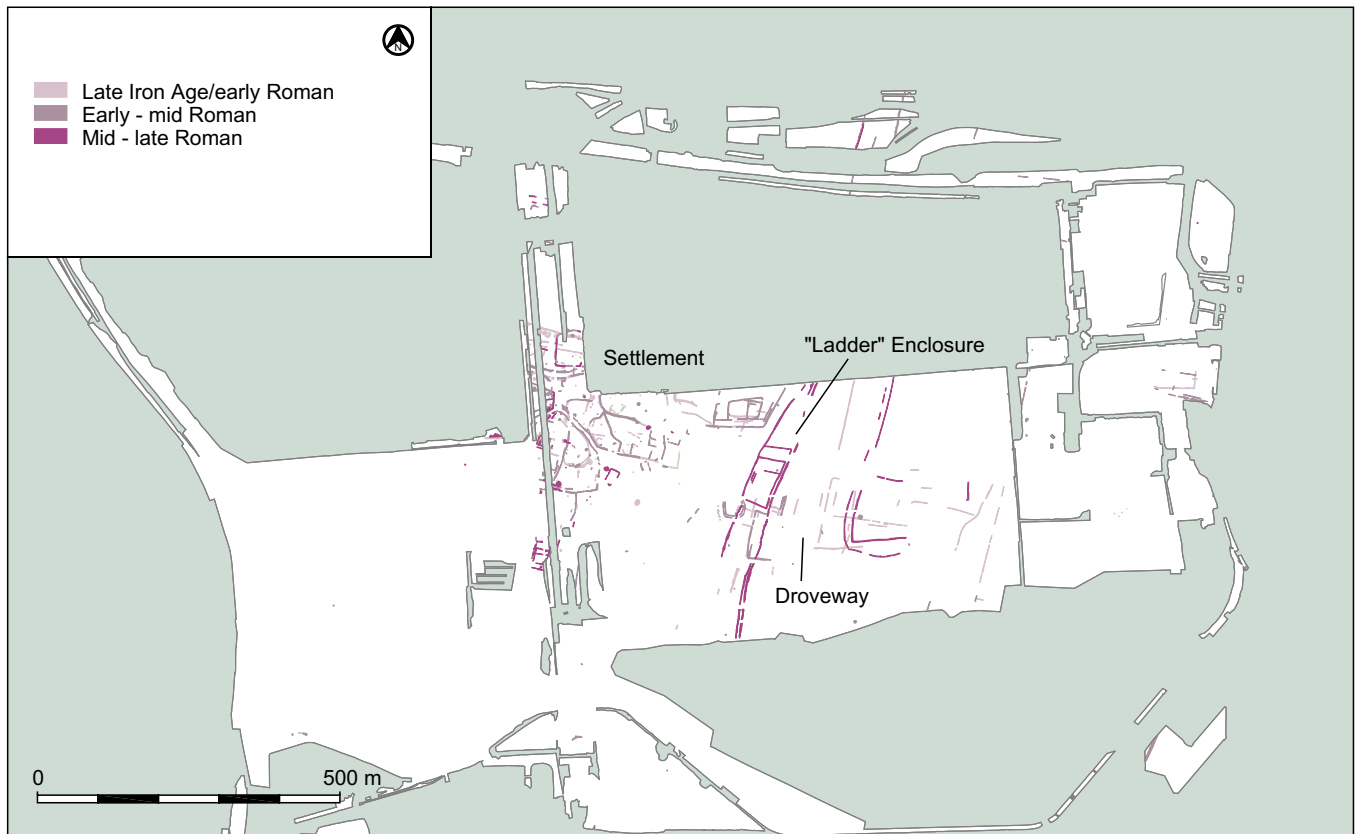 N
Late Iron Age/early Roman
Early - mid Roman
Mid - late Roman
Settlement
"Ladder" Enclosure
Droveway
0 500 m